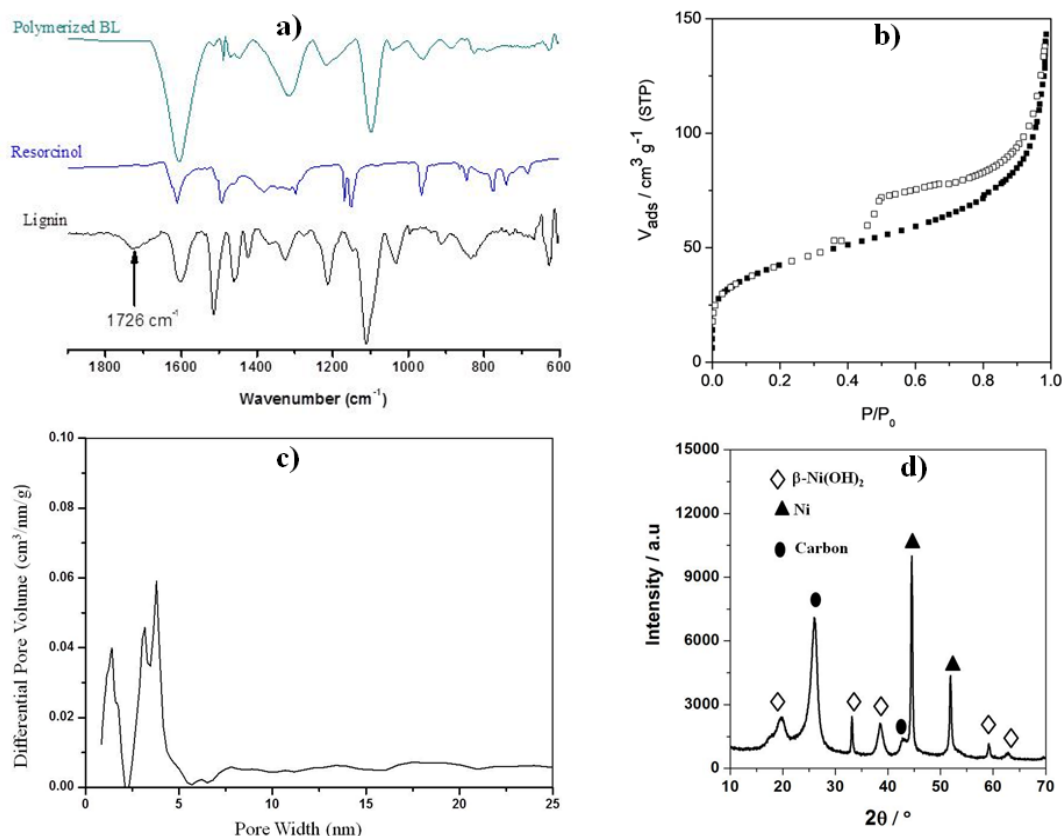 a)
Polymerized BL
Resorcinol
Lignin
1726 cm⁻¹
1800 1600 1400 1200 1000 800 600
Wavenumber (cm⁻¹)
b)
150
100
50
0
V_ads / cm³ g⁻¹ (STP)
0.0 0.2 0.4 0.6 0.8 1.0
P/P₀
c)
0.10
0.08
0.06
0.04
0.02
0.00
Differential Pore Volume (cm³/nm/g)
0 5 10 15 20 25
Pore Width (nm)
d)
β-Ni(OH)₂
Ni
Carbon
15000
12000
9000
6000
3000
0
Intensity / a.u
10 20 30 40 50 60 70
2θ / °